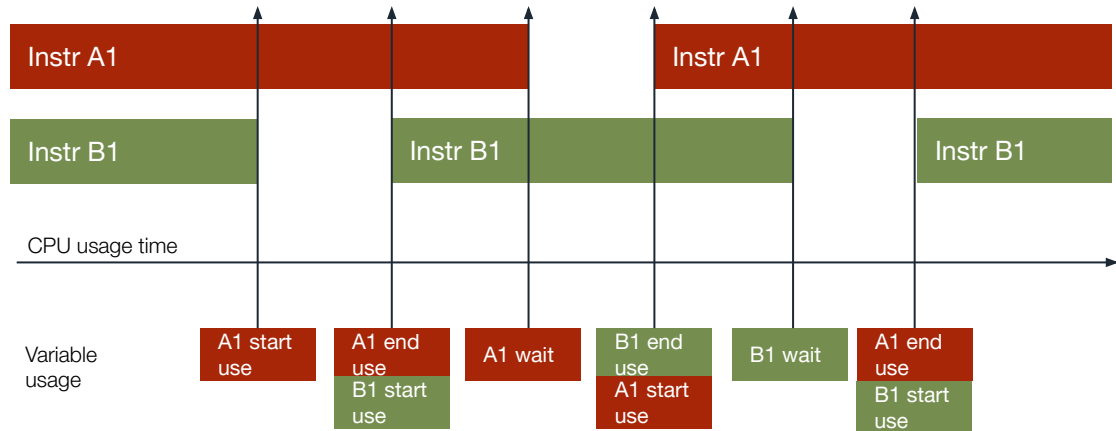 Instr A1
Instr A1
Instr B1
Instr B1
Instr B1
CPU usage time
Variable
usage
A1 start
use
A1 end
use
B1 start
use
A1 wait
B1 end
use
A1 start
use
B1 wait
A1 end
use
B1 start
use